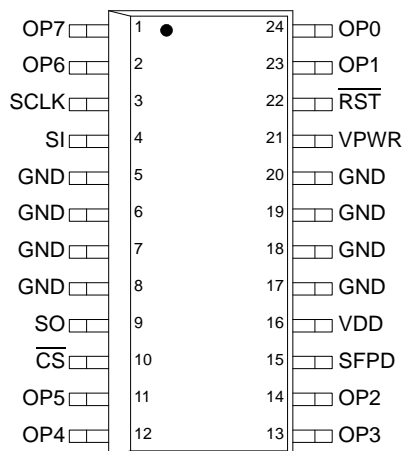 OP7 1 24 OP0
OP6 2 23 OP1
SCLK 3 22 RST
SI 4 21 VPWR
GND 5 20 GND
GND 6 19 GND
GND 7 18 GND
GND 8 17 GND
SO 9 16 VDD
CS 10 15 SFPD
OP5 11 14 OP2
OP4 12 13 OP3